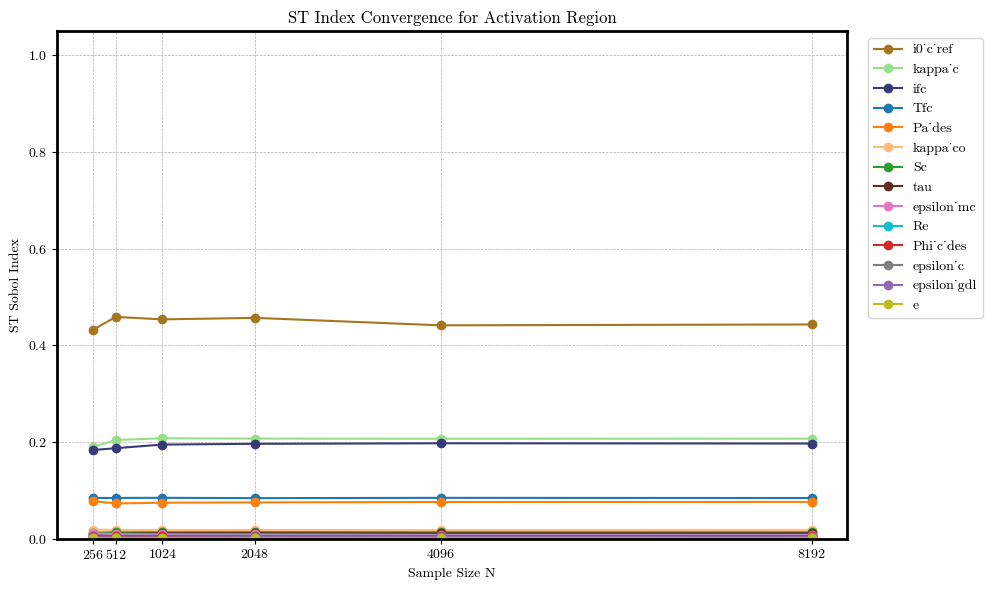 ST Index Convergence for Activation Region
1.0
0.8
0.6
0.4
0.2
0.0
ST Sobol Index
256 512 1024 2048 4096 8192
Sample Size N
i0˙c˙ref
kappa˙c
ifc
Tfc
Pa˙des
kappa˙co
Sc
tau
epsilon˙mc
Re
Phi˙c˙des
epsilon˙c
epsilon˙gdl
e